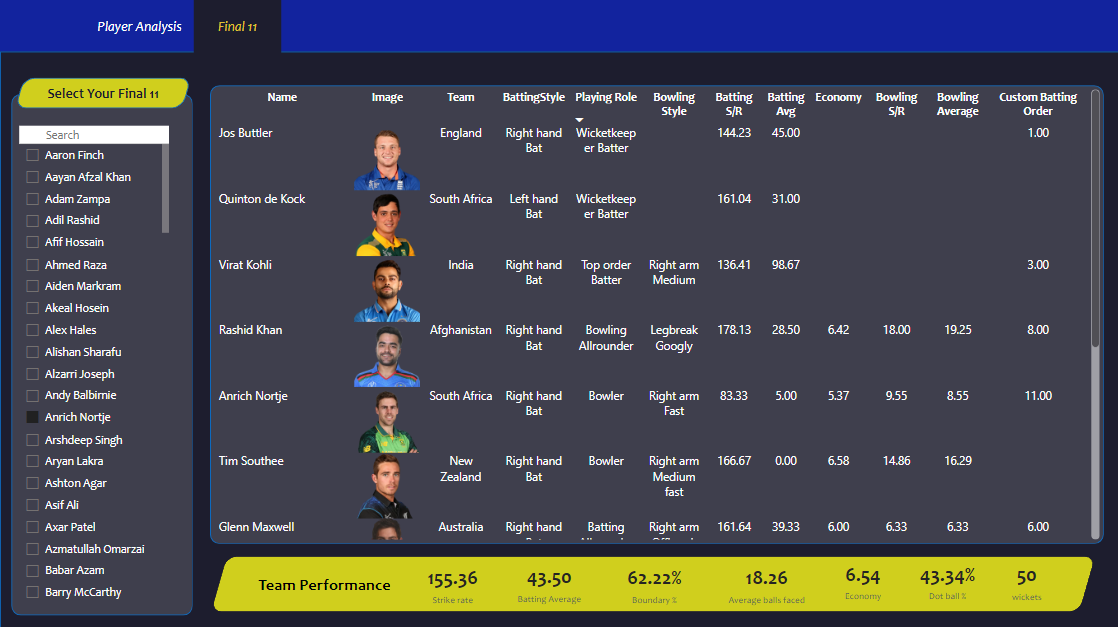 Player Analysis
Final 11
Select Your Final 11
Search
Aaron Finch
Aayan Afzal Khan
Adam Zampa
Adil Rashid
Afif Hossain
Ahmed Raza
Aiden Markram
Akeal Hosein
Alex Hales
Alishan Sharafu
Alzarri Joseph
Andy Balbirnie
Anrich Nortje
Arshdeep Singh
Aryan Lakra
Ashton Agar
Asif Ali
Axar Patel
Azmatullah Omarzai
Babar Azam
Barry McCarthy
Name Image Team BattingStyle Playing Role Bowling Batting Batting Economy Bowling Bowling Custom Batting
Style S/R Avg S/R Average Order
Jos Buttler England Right hand Wicketkeep 144.23 45.00 1.00
Bat er Batter
Quinton de Kock South Africa Left hand Wicketkeep 161.04 31.00
Bat er Batter
Virat Kohli India Right hand Top order Right arm 136.41 98.67 3.00
Bat Batter Medium
Rashid Khan Afghanistan Right hand Bowling Legbreak 178.13 28.50 6.42 18.00 19.25 8.00
Bat Allrounder Googly
Anrich Nortje South Africa Right hand Bowler Right arm 83.33 5.00 5.37 9.55 8.55 11.00
Bat Fast
Tim Southee New Right hand Bowler Right arm 166.67 0.00 6.58 14.86 16.29
Zealand Bat Medium
fast
Glenn Maxwell Australia Right hand Batting Right arm 161.64 39.33 6.00 6.33 6.33 6.00
Team Performance
155.36 43.50 62.22% 18.26 6.54 43.34% 50
Strike rate Batting Average Boundary % Average balls faced Economy Dot ball % wickets